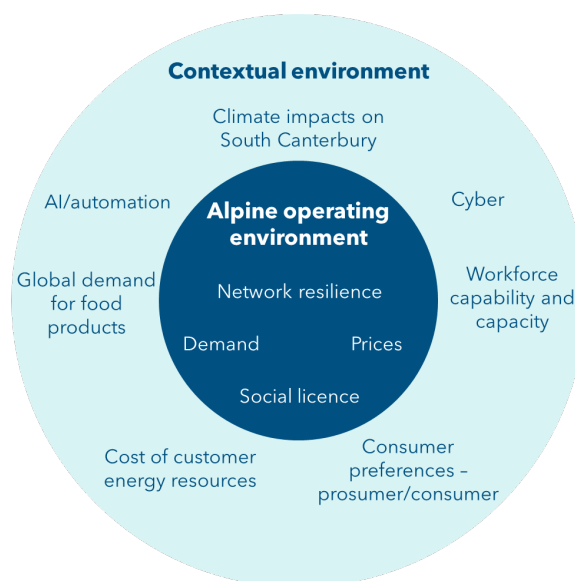 Contextual environment
Climate impacts on
South Canterbury
AI/automation
Cyber
Alpine operating
environment
Global demand
for food
products
Workforce
capability and
capacity
Network resilience
Demand
Prices
Social licence
Cost of customer
energy resources
Consumer
preferences –
prosumer/consumer